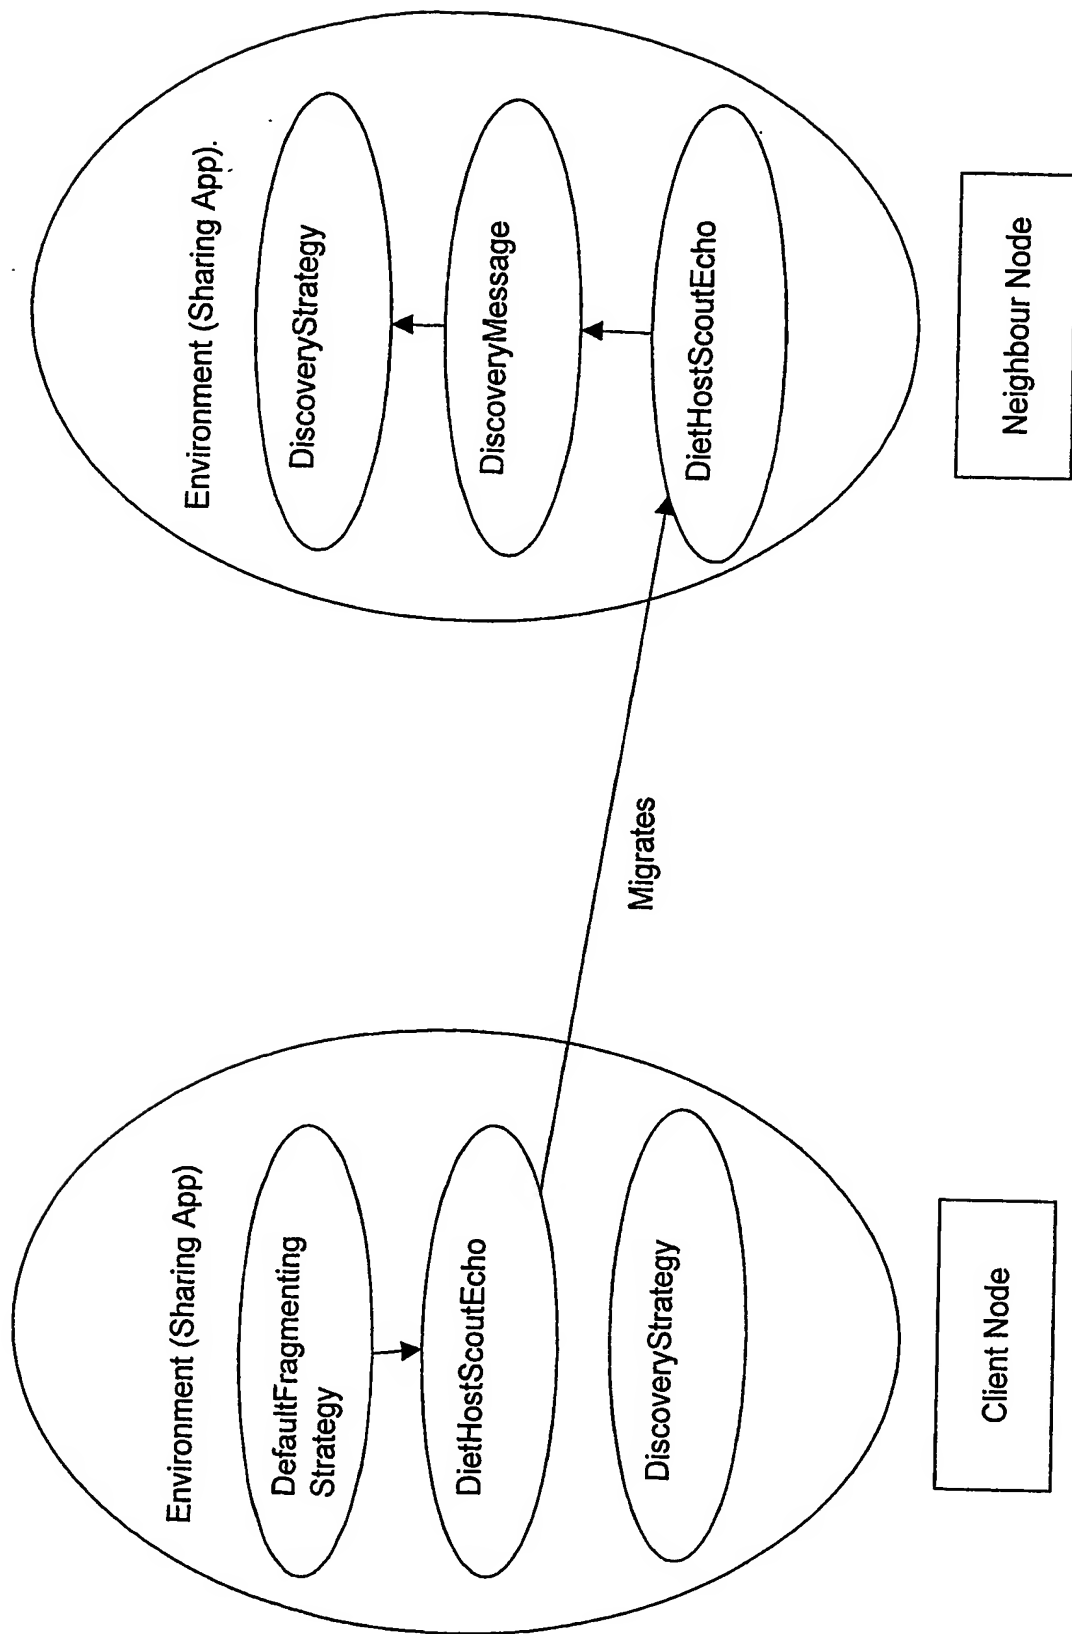 Environment (Sharing App)
DefaultFragmenting
Strategy
DietHostScoutEcho
DiscoveryStrategy
Client Node
Migrates
Environment (Sharing App).
DiscoveryStrategy
DiscoveryMessage
DietHostScoutEcho
Neighbour Node